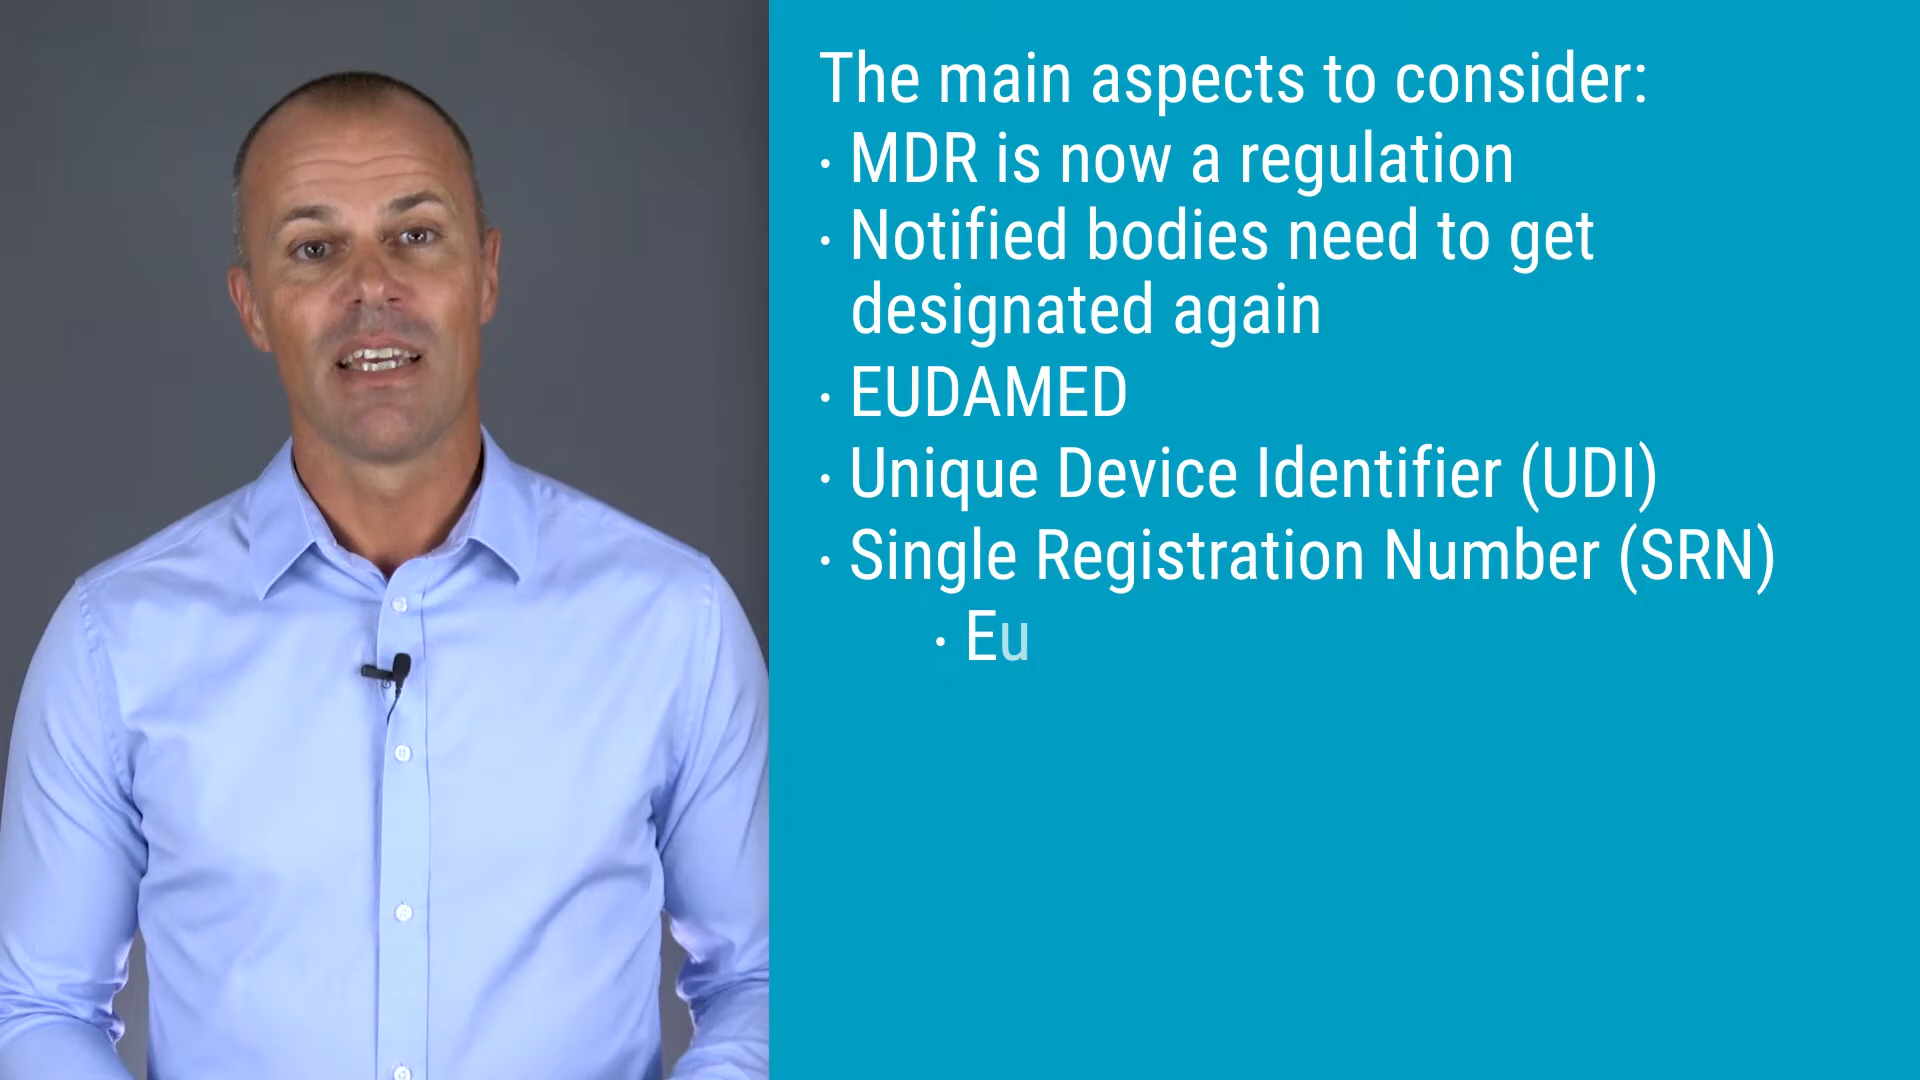 The main aspects to consider:
· MDR is now a regulation
· Notified bodies need to get
designated again
· EUDAMED
· Unique Device Identifier (UDI)
· Single Registration Number (SRN)
· Eu